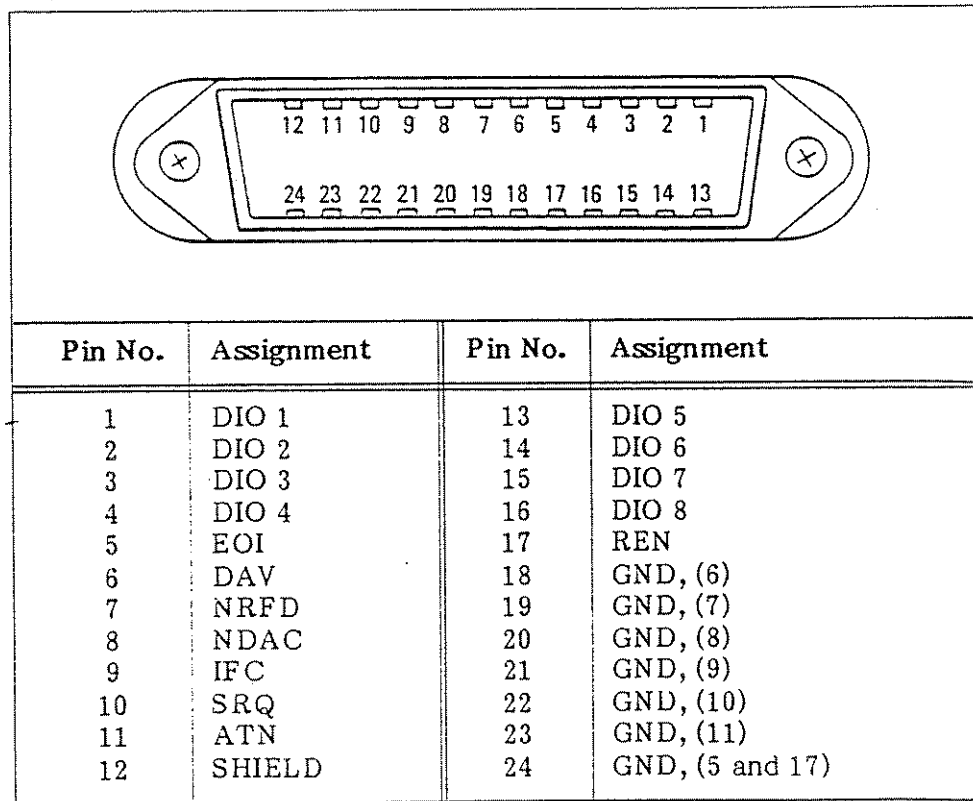 12 11 10 9 8 7 6 5 4 3 2 1
24 23 22 21 20 19 18 17 16 15 14 13
Pin No. Assignment Pin No. Assignment
1 DIO 1 13 DIO 5
2 DIO 2 14 DIO 6
3 DIO 3 15 DIO 7
4 DIO 4 16 DIO 8
5 EOI 17 REN
6 DAV 18 GND, (6)
7 NRFD 19 GND, (7)
8 NDAC 20 GND, (8)
9 IFC 21 GND, (9)
10 SRQ 22 GND, (10)
11 ATN 23 GND, (11)
12 SHIELD 24 GND, (5 and 17)